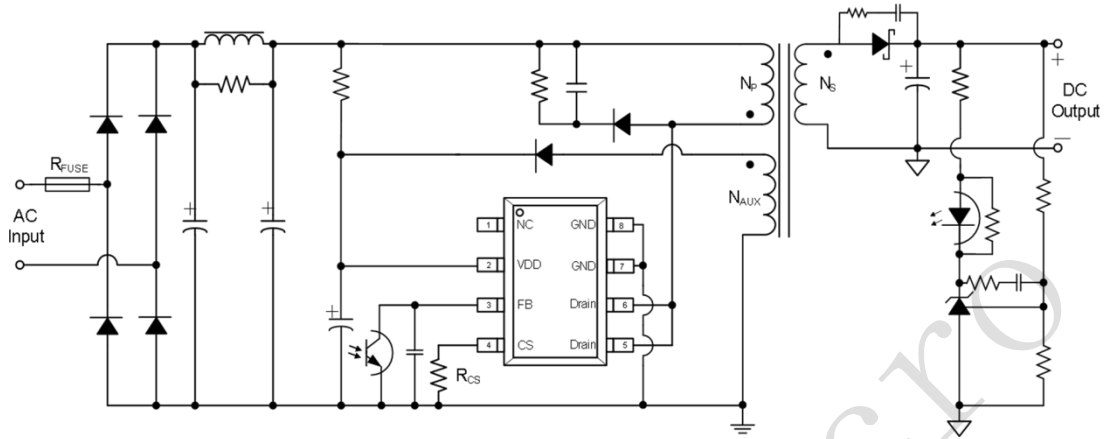 R_FUSE
AC
Input
N_P
N_S
N_AUX
+
+
+
+
+
−
DC
Output
1 NC GND 8
2 VDD GND 7
3 FB Drain 6
4 CS Drain 5
R_CS
cro